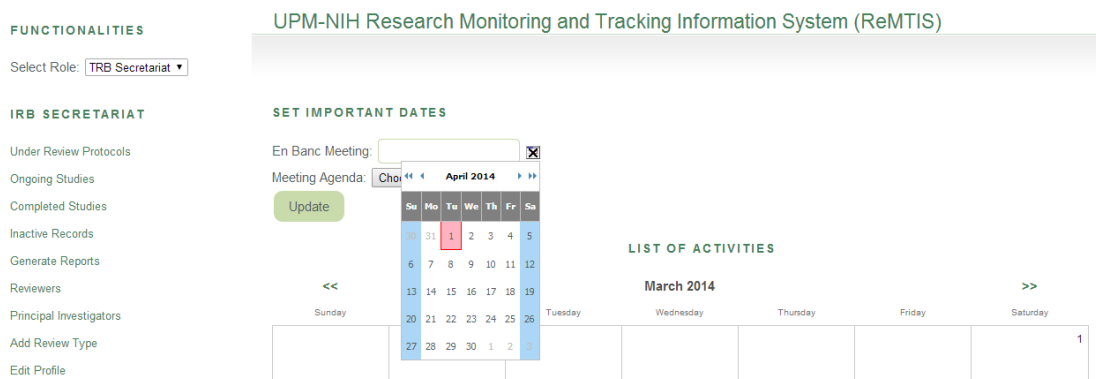 UPM-NIH Research Monitoring and Tracking Information System (ReMTIS)
FUNCTIONALITIES
Select Role: TRB Secretariat
IRB SECRETARIAT
Under Review Protocols
Ongoing Studies
Completed Studies
Inactive Records
Generate Reports
Reviewers
Principal Investigators
Add Review Type
Edit Profile
SET IMPORTANT DATES
En Banc Meeting:
Meeting Agenda: Choo
Update
April 2014
Su Mo Tu We Th Fr Sa
30 31 1 2 3 4 5
6 7 8 9 10 11 12
13 14 15 16 17 18 19
20 21 22 23 24 25 26
27 28 29 30 1 2 3
LIST OF ACTIVITIES
<< March 2014 >>
Sunday Tuesday Wednesday Thursday Friday Saturday
1